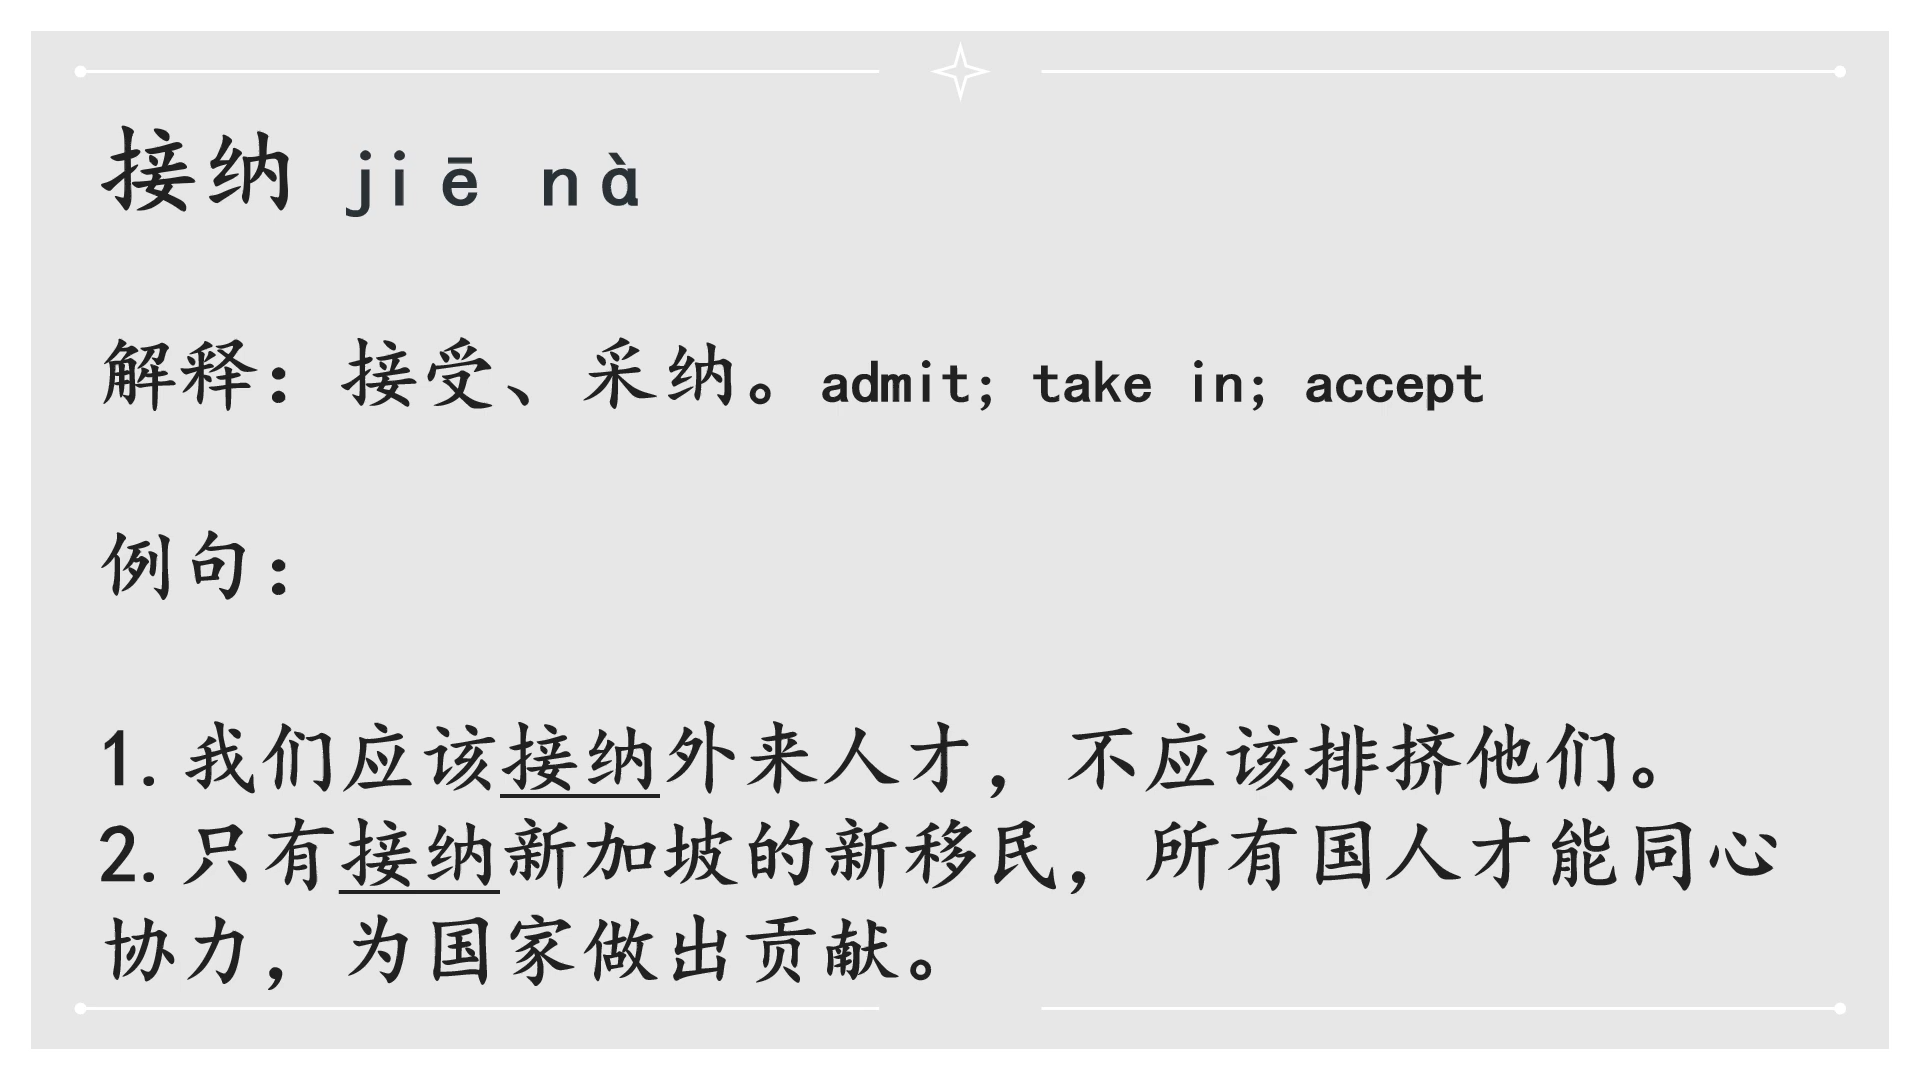 接纳 jiē nà
解释：接受、采纳。admit; take in; accept
例句：
1.我们应该接纳外来人才，不应该排挤他们。
2.只有接纳新加坡的新移民，所有国人才能同心
协力，为国家做出贡献。